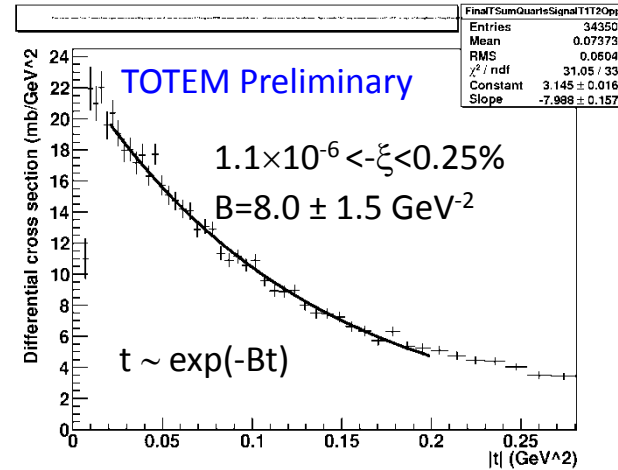 FinalTSumQuartsSignalT1T2Opp
Entries 34350
Mean 0.07373
RMS 0.0604
χ² / ndf 31.05 / 33
Constant 3.145 ± 0.016
Slope -7.988 ± 0.157
TOTEM Preliminary
1.1×10⁻⁶ <-ξ<0.25%
B=8.0 ± 1.5 GeV⁻²
t ~ exp(-Bt)
Differential cross section (mb/GeV^2)
24
22
20
18
16
14
12
10
8
6
4
2
0
0 0.05 0.1 0.15 0.2 0.25
|t| (GeV^2)